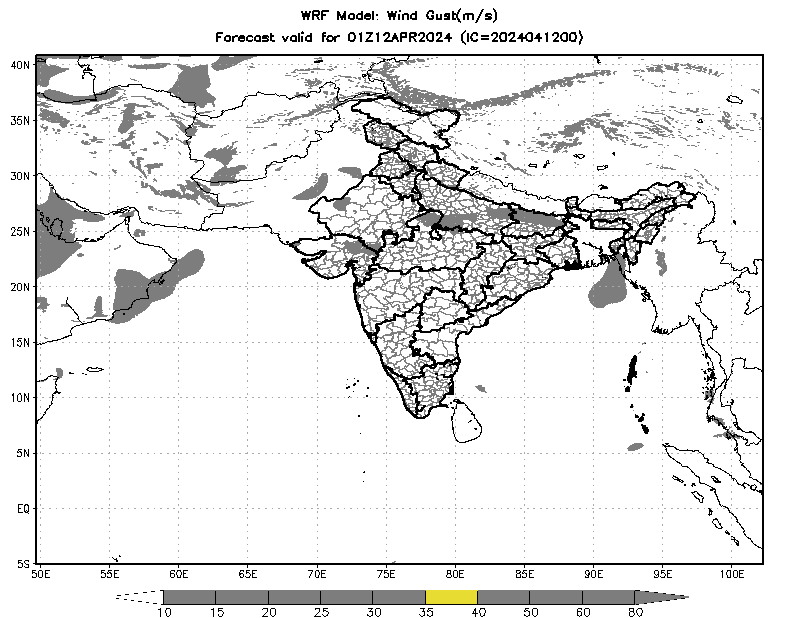 WRF Model: Wind Gust(m/s)
Forecast valid for 01Z12APR2024 (IC=2024041200)
40N
35N
30N
25N
20N
15N
10N
5N
EQ
5S
50E 55E 60E 65E 70E 75E 80E 85E 90E 95E 100E
10 15 20 25 30 35 40 50 60 80